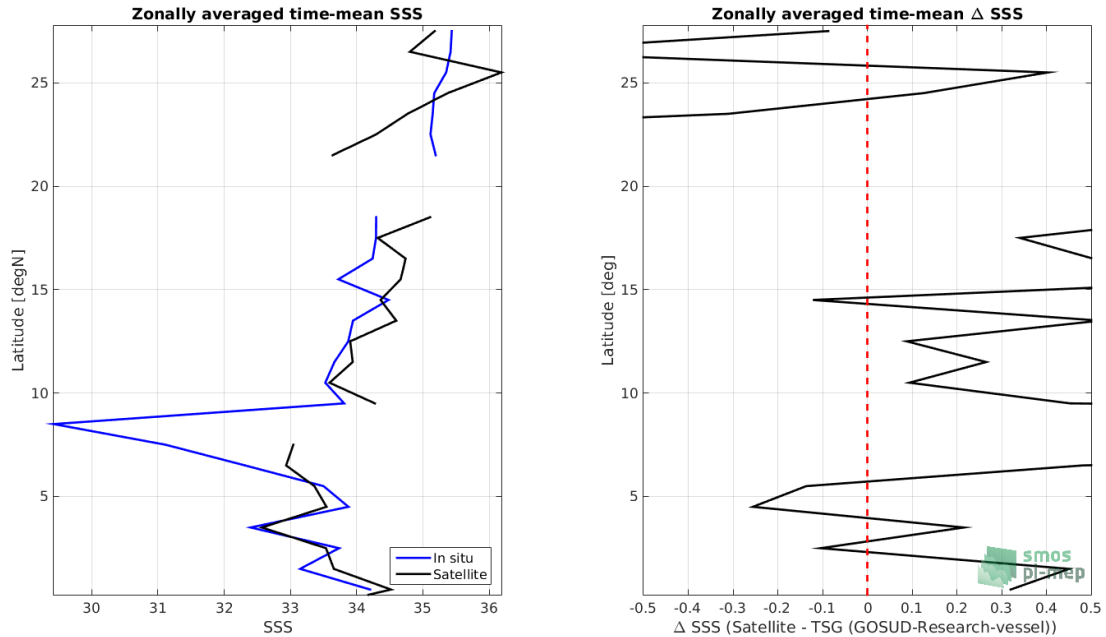 Zonally averaged time-mean SSS
25
20
15
10
5
Latitude [degN]
30 31 32 33 34 35 36
SSS
In situ
Satellite
Zonally averaged time-mean Δ SSS
25
20
15
10
5
Latitude [deg]
-0.5 -0.4 -0.3 -0.2 -0.1 0 0.1 0.2 0.3 0.4 0.5
Δ SSS (Satellite - TSG (GOSUD-Research-vessel))
smos
pi-mep